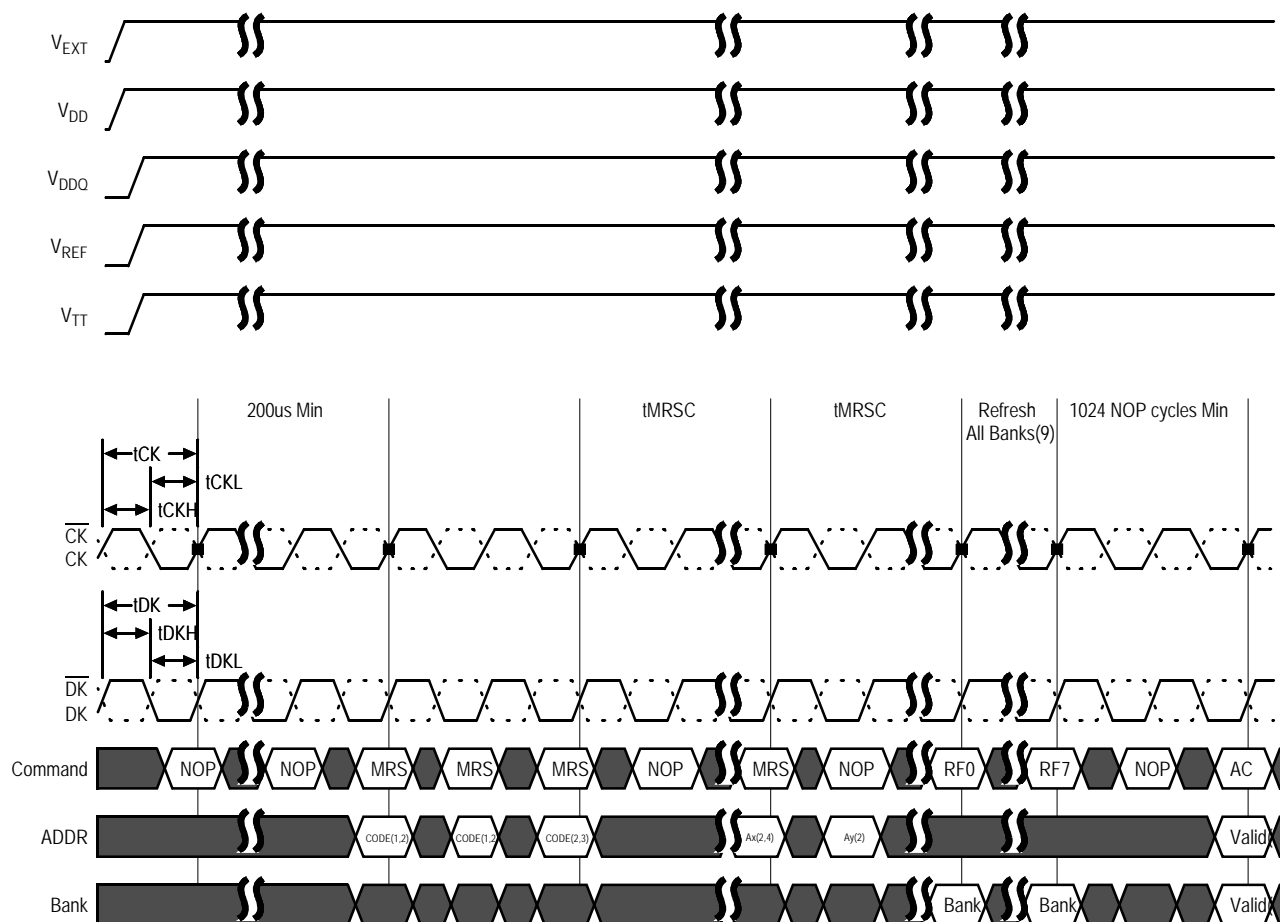 VEXT
VDD
VDDQ
VREF
VTT
200us Min tMRSC tMRSC Refresh 1024 NOP cycles Min
All Banks(9)
tCK
tCKL
tCKH
CK
CK
tDK
tDKH
tDKL
DK
DK
Command NOP NOP MRS MRS MRS NOP MRS NOP RF0 RF7 NOP AC
ADDR CODE(1,2) CODE(1,2) CODE(2,3) Ax(2,4) Ay(2) Valid
Bank Bank Bank Valid